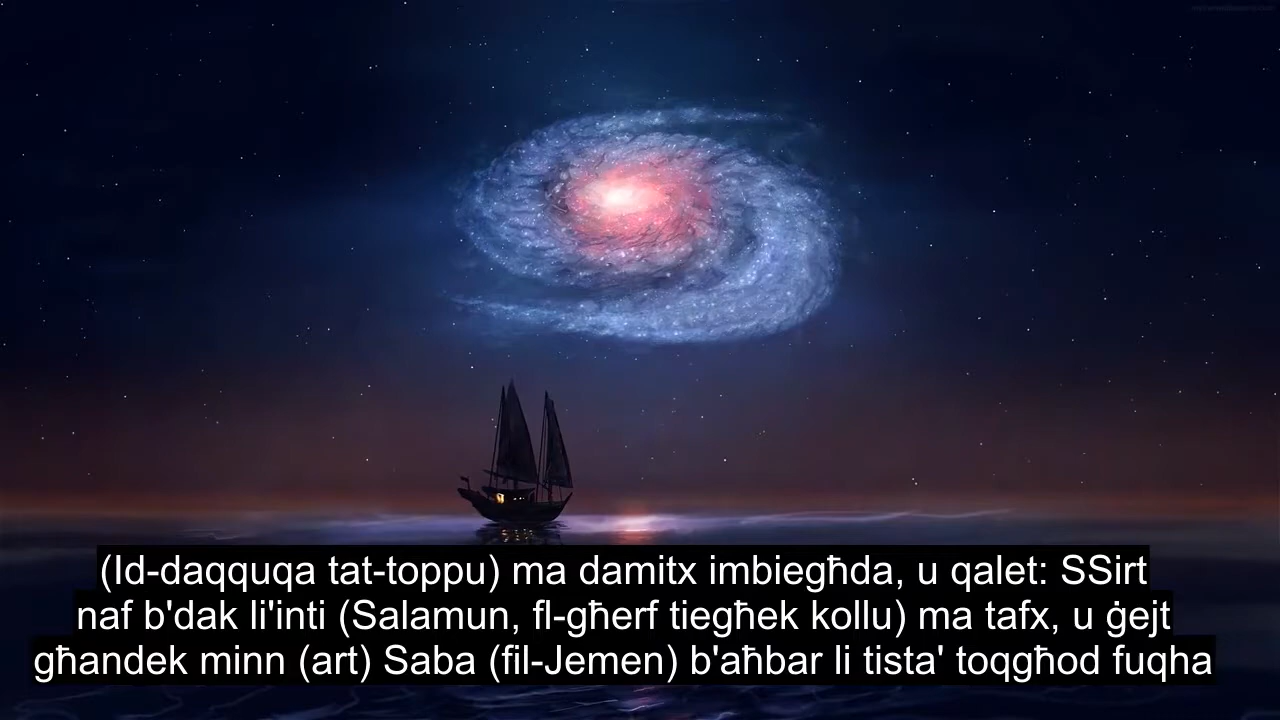 (Id-daqquqa tat-toppu) ma damitx imbiegħda, u qalet: SSirt
naf b'dak li'inti (Salamun, fl-għerf tiegħek kollu) ma tafx, u ġejt
għandek minn (art) Saba (fil-Jemen) b'aħbar li tista' toqgħod fuqha